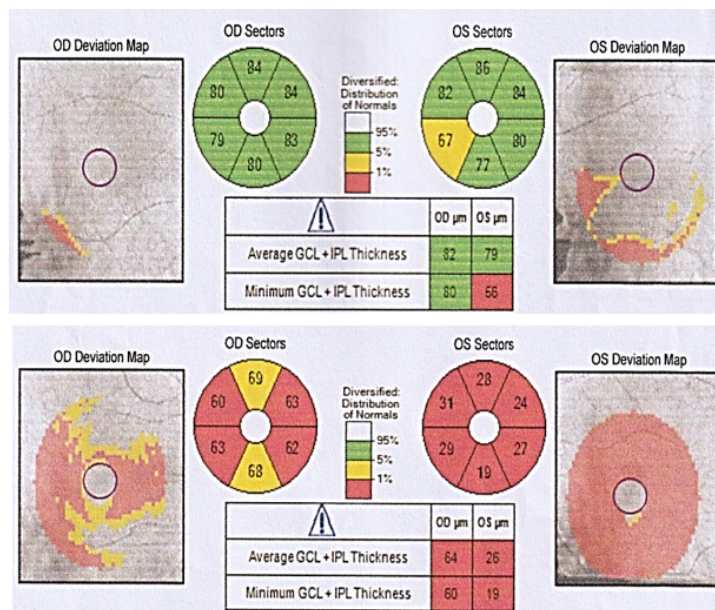 OD Deviation Map
OD Sectors
84
80 84
79 83
80
Diversified:
Distribution
of Normals
95%
5%
1%
OS Sectors
86
82 84
67 80
77
OS Deviation Map
OD µm OS µm
Average GCL + IPL Thickness 82 79
Minimum GCL + IPL Thickness 80
OD Deviation Map
OD Sectors
69
60 63
63 62
68
Diversified:
Distribution
of Normals
95%
5%
1%
OS Sectors
28
31 24
29 27
19
OS Deviation Map
OD µm OS µm
Average GCL + IPL Thickness 64 26
Minimum GCL + IPL Thickness 60 19